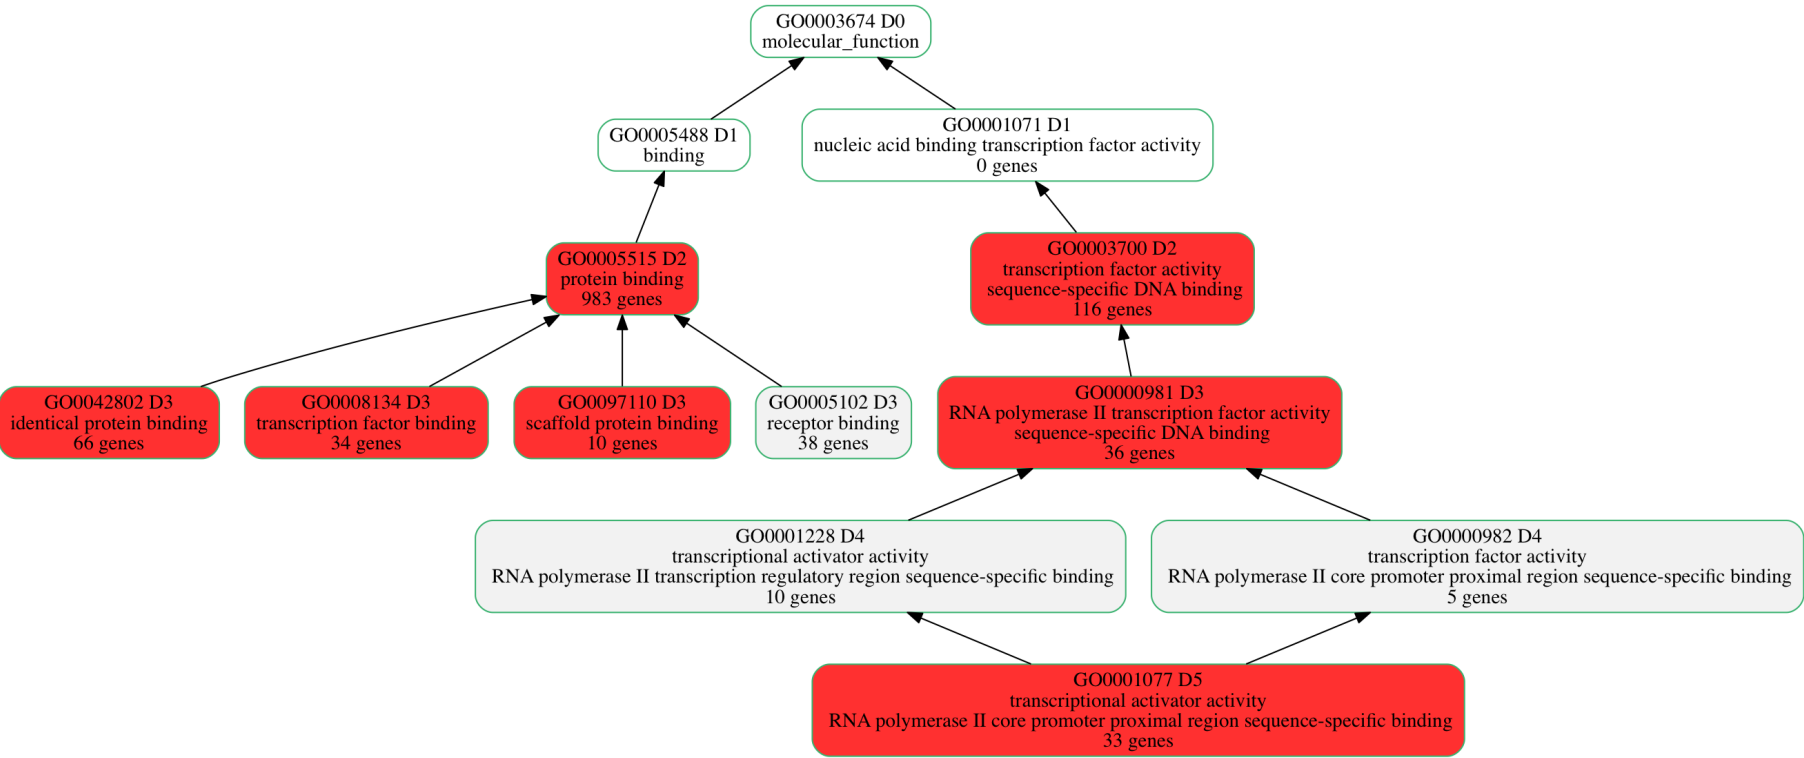 GO0003674 D0
molecular_function
GO0005488 D1
binding
GO0001071 D1
nucleic acid binding transcription factor activity
0 genes
GO0005515 D2
protein binding
983 genes
GO0003700 D2
transcription factor activity
sequence-specific DNA binding
116 genes
GO0042802 D3
identical protein binding
66 genes
GO0008134 D3
transcription factor binding
34 genes
GO0097110 D3
scaffold protein binding
10 genes
GO0005102 D3
receptor binding
38 genes
GO0000981 D3
RNA polymerase II transcription factor activity
sequence-specific DNA binding
36 genes
GO0001228 D4
transcriptional activator activity
RNA polymerase II transcription regulatory region sequence-specific binding
10 genes
GO0000982 D4
transcription factor activity
RNA polymerase II core promoter proximal region sequence-specific binding
5 genes
GO0001077 D5
transcriptional activator activity
RNA polymerase II core promoter proximal region sequence-specific binding
33 genes